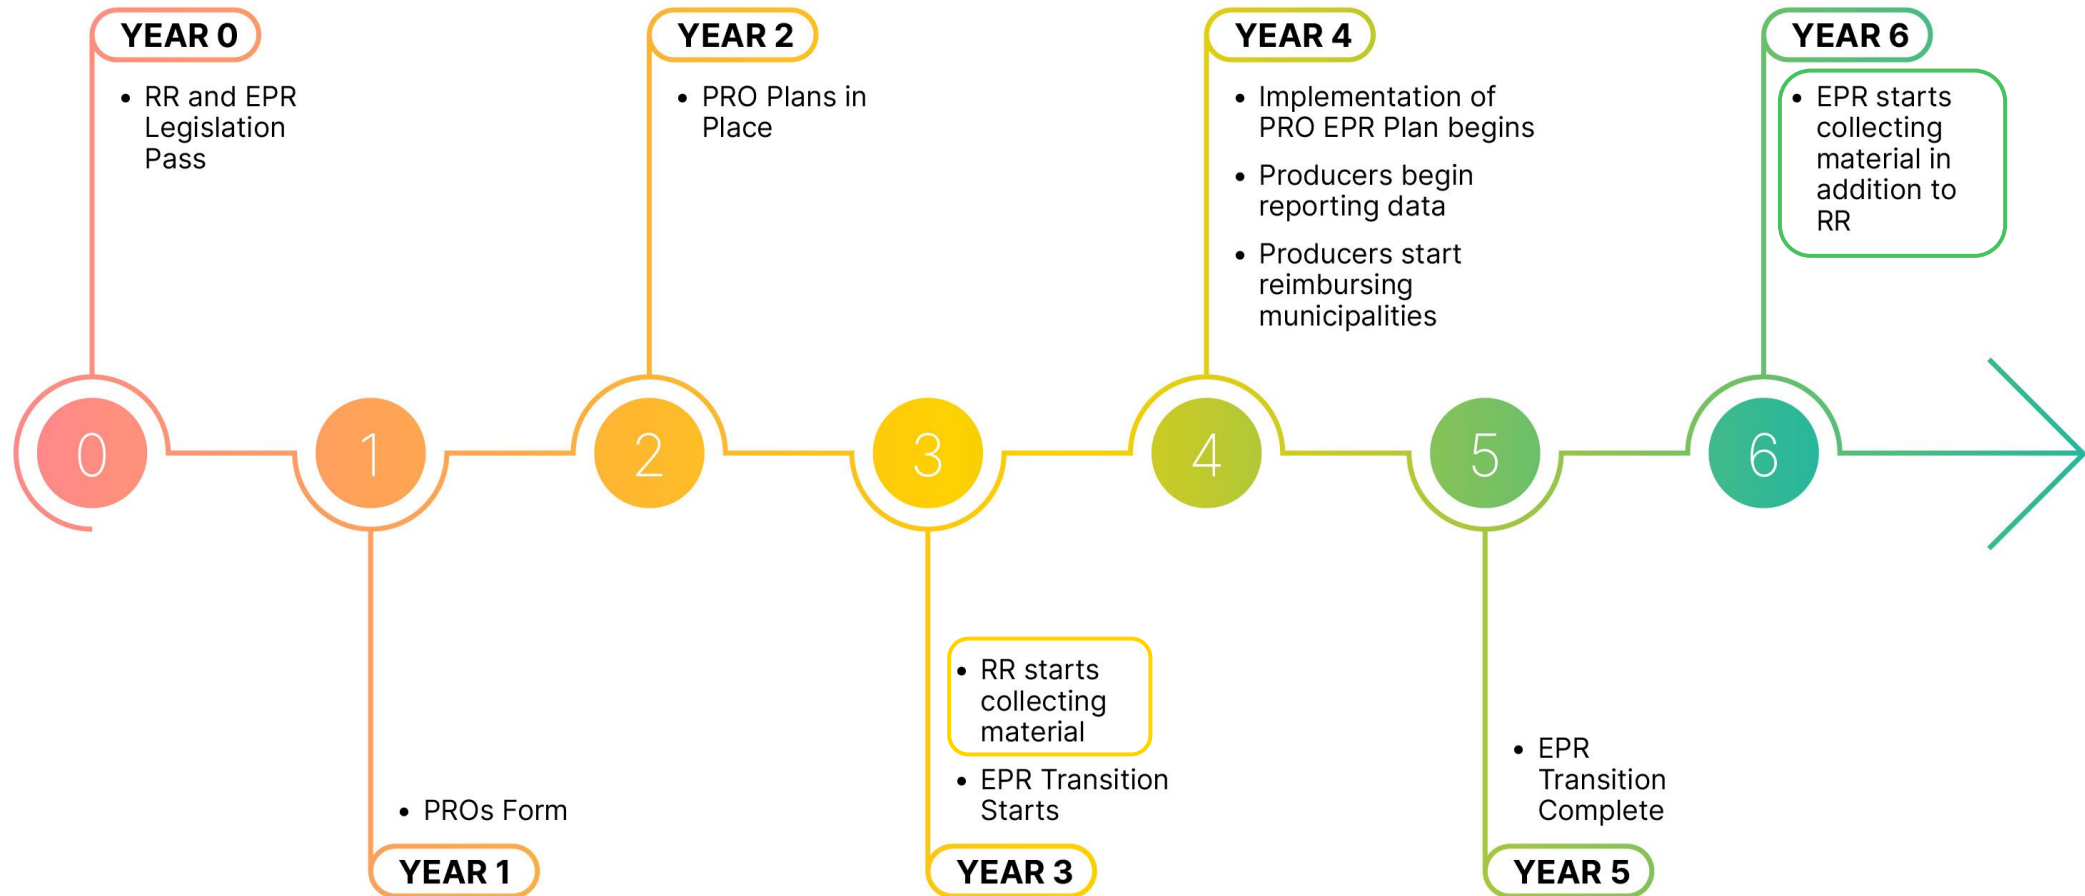 YEAR 0
• RR and EPR
Legislation
Pass
YEAR 2
• PRO Plans in
Place
YEAR 4
• Implementation of
PRO EPR Plan begins
• Producers begin
reporting data
• Producers start
reimbursing
municipalities
YEAR 6
• EPR starts
collecting
material in
addition to
RR
0
1
2
3
4
5
6
• PROs Form
YEAR 1
• RR starts
collecting
material
• EPR Transition
Starts
YEAR 3
• EPR
Transition
Complete
YEAR 5